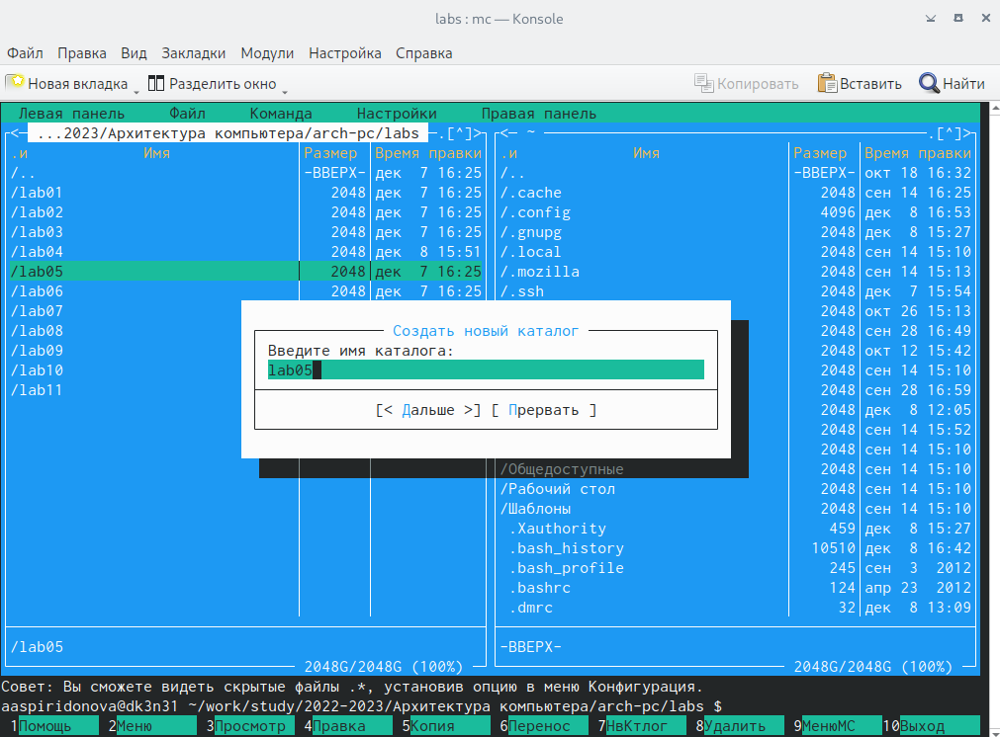 labs : mc — Konsole
Файл Правка Вид Закладки Модули Настройка Справка
Новая вкладка Разделить окно Копировать Вставить Найти
Левая панель Файл Команда Настройки Правая панель
<— ...2023/Архитектура компьютера/arch-pc/labs —.[^]> <— ~ —.[^]>
.и Имя Размер Время правки .и Имя Размер Время правки
/.. -ВВЕРХ- дек 7 16:25 /.. -ВВЕРХ- окт 18 16:32
/lab01 2048 дек 7 16:25 /.cache 2048 сен 14 16:25
/lab02 2048 дек 7 16:25 /.config 4096 дек 8 16:53
/lab03 2048 дек 7 16:25 /.gnupg 2048 дек 8 15:27
/lab04 2048 дек 8 15:51 /.local 2048 сен 14 15:10
/lab05 2048 дек 7 16:25 /.mozilla 2048 сен 14 15:13
/lab06 2048 дек 7 16:25 /.ssh 2048 дек 7 15:54
/lab07 2048 окт 26 15:13
/lab08 Создать новый каталог 2048 сен 28 16:49
/lab09 Введите имя каталога: 2048 окт 12 15:42
/lab10 lab05 2048 сен 14 15:10
/lab11 2048 сен 28 16:59
[< Дальше >] [ Прервать ] 2048 дек 8 12:05
2048 сен 14 15:52
2048 сен 14 15:10
/Общедоступные 2048 сен 14 15:10
/Рабочий стол 2048 сен 14 15:10
/Шаблоны 2048 сен 14 15:10
.Xauthority 459 дек 8 15:27
.bash_history 10510 дек 8 16:42
.bash_profile 245 сен 3 2012
.bashrc 124 апр 23 2012
.dmrc 32 дек 8 13:09
/lab05 -ВВЕРХ-
2048G/2048G (100%) 2048G/2048G (100%)
Совет: Вы сможете видеть скрытые файлы .*, установив опцию в меню Конфигурация.
aaspiridonova@dk3n31 ~/work/study/2022-2023/Архитектура компьютера/arch-pc/labs $
1Помощь 2Меню 3Просмотр 4Правка 5Копия 6Перенос 7НвКтлог 8Удалить 9МенюМС 10Выход